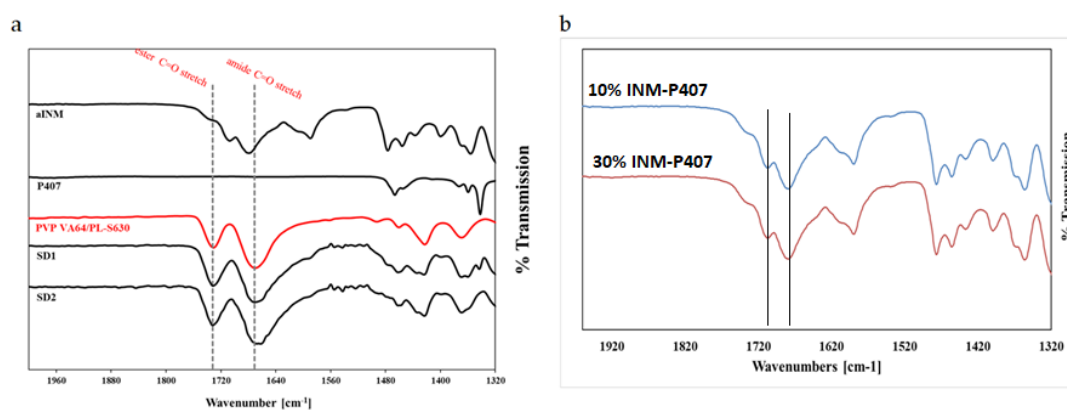 a
ester C=O stretch
amide C=O stretch
aINM
P407
PVP VA64/PL-S630
SD1
SD2
% Transmission
1960 1880 1800 1720 1640 1560 1480 1400 1320
Wavenumber [cm-1]
b
10% INM-P407
30% INM-P407
% Transmission
1920 1820 1720 1620 1520 1420 1320
Wavenumbers [cm-1]